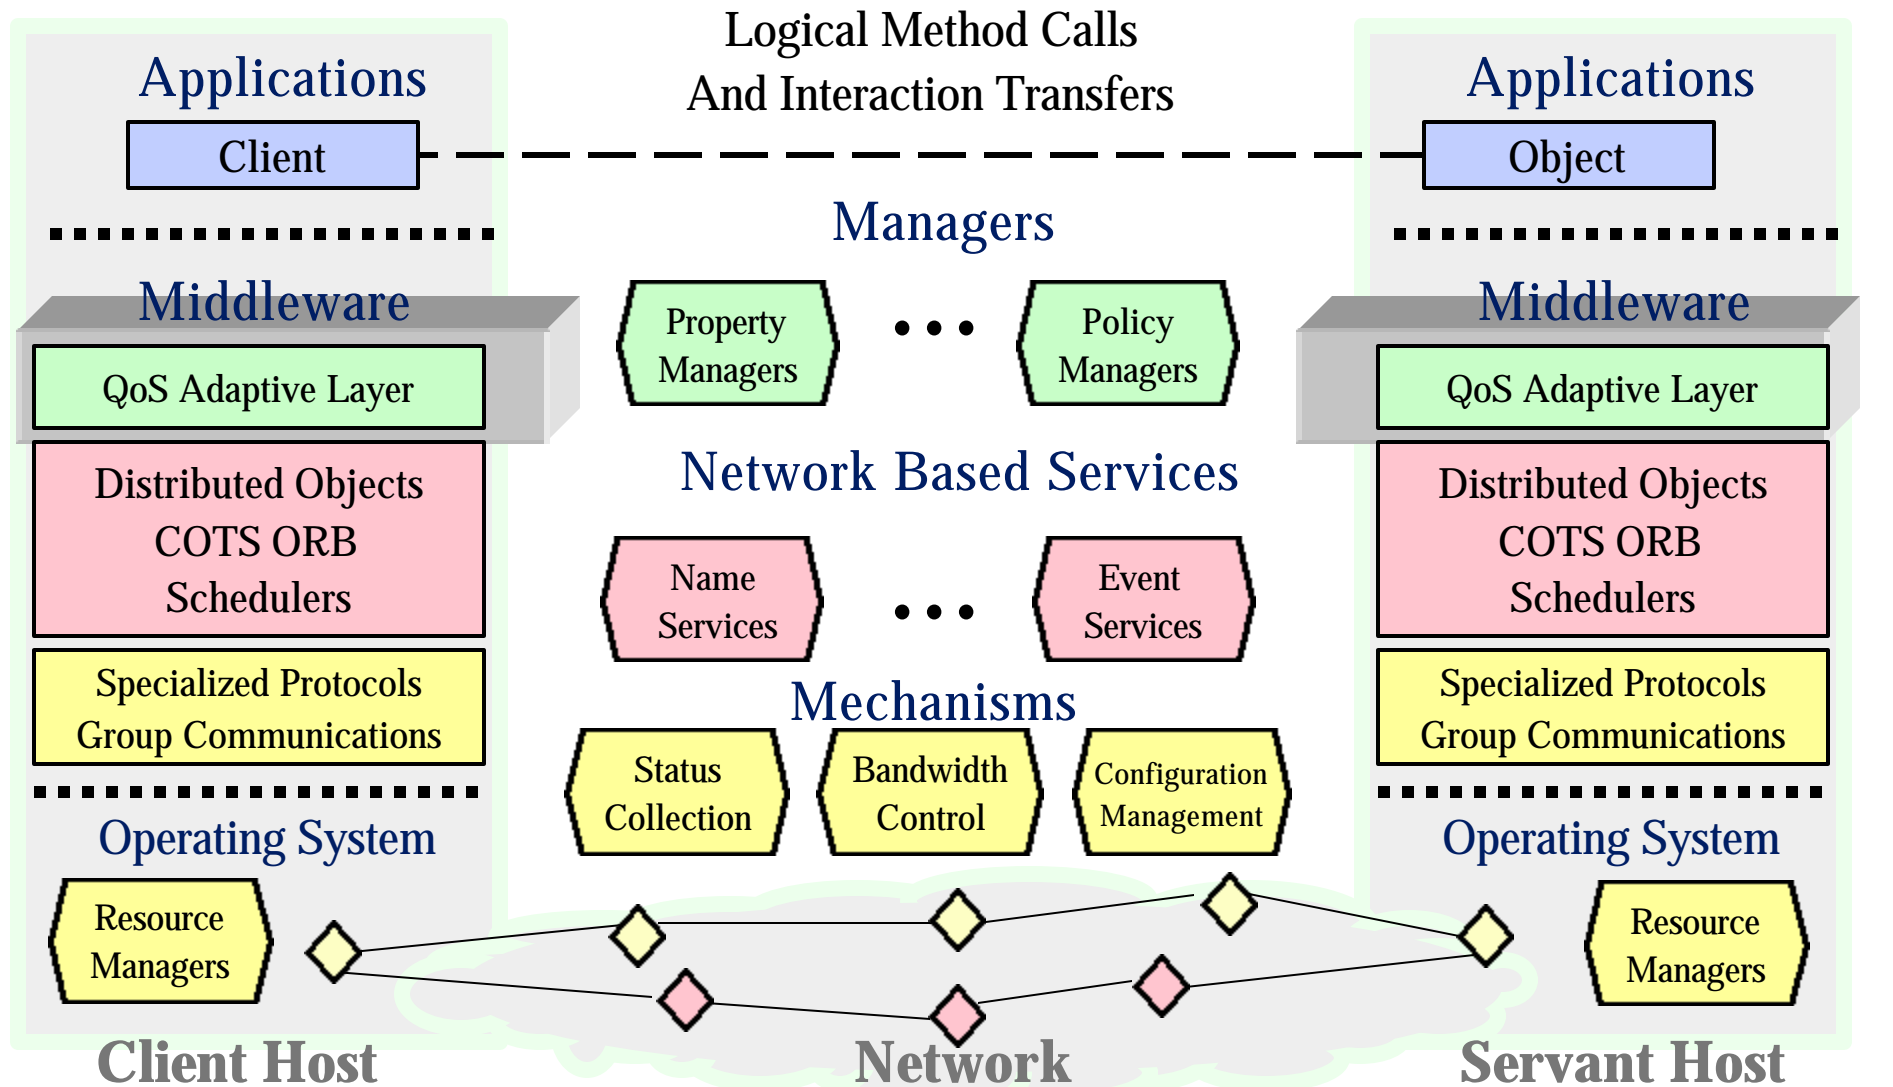 Logical Method Calls
And Interaction Transfers
Applications
Client
Middleware
QoS Adaptive Layer
Distributed Objects
COTS ORB
Schedulers
Specialized Protocols
Group Communications
Operating System
Resource
Managers
Client Host
Managers
Property
Managers
• • •
Policy
Managers
Network Based Services
Name
Services
• • •
Event
Services
Mechanisms
Status
Collection
Bandwidth
Control
Configuration
Management
Network
Applications
Object
Middleware
QoS Adaptive Layer
Distributed Objects
COTS ORB
Schedulers
Specialized Protocols
Group Communications
Operating System
Resource
Managers
Servant Host